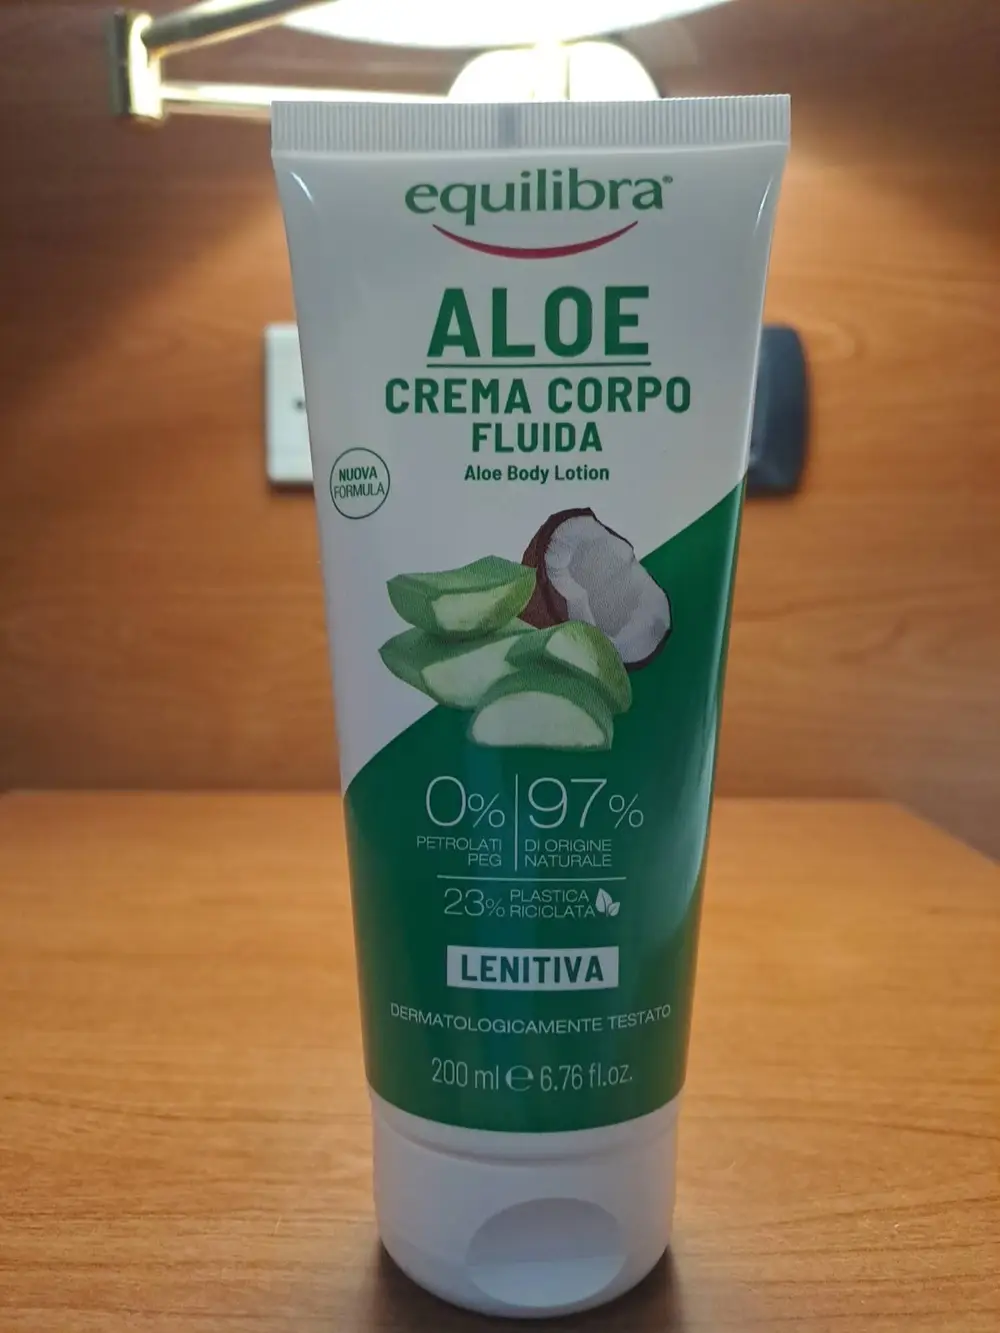 equilibra®
ALOE
CREMA CORPO
FLUIDA
Aloe Body Lotion
NUOVA
FORMULA
0% PETROLATI PEG
97% DI ORIGINE NATURALE
23% PLASTICA RICICLATA
LENITIVA
DERMATOLOGICAMENTE TESTATO
200 ml ℮ 6.76 fl.oz.